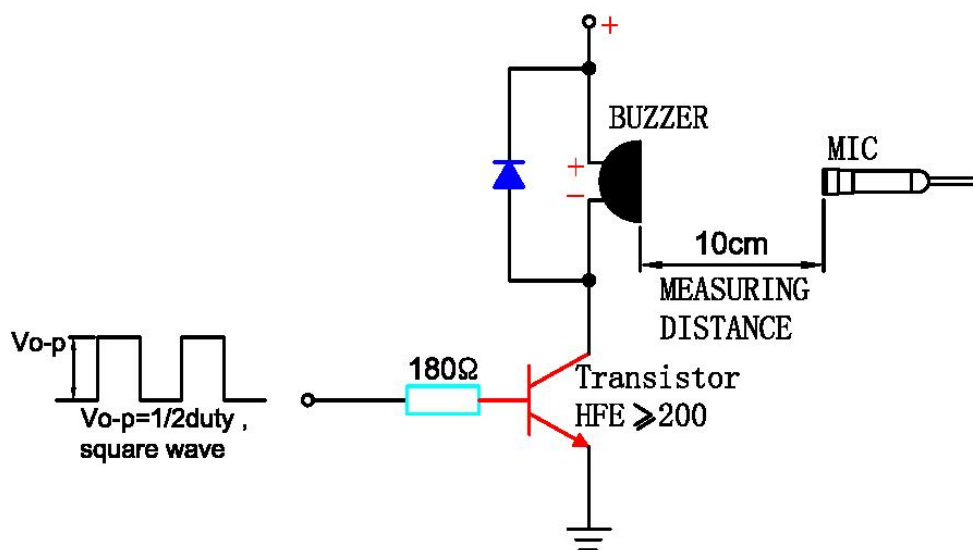 +
BUZZER
MIC
+
−
10cm
MEASURING
DISTANCE
Vo-p
180Ω
Transistor
HFE ⩾200
Vo-p=1/2duty ,
square wave